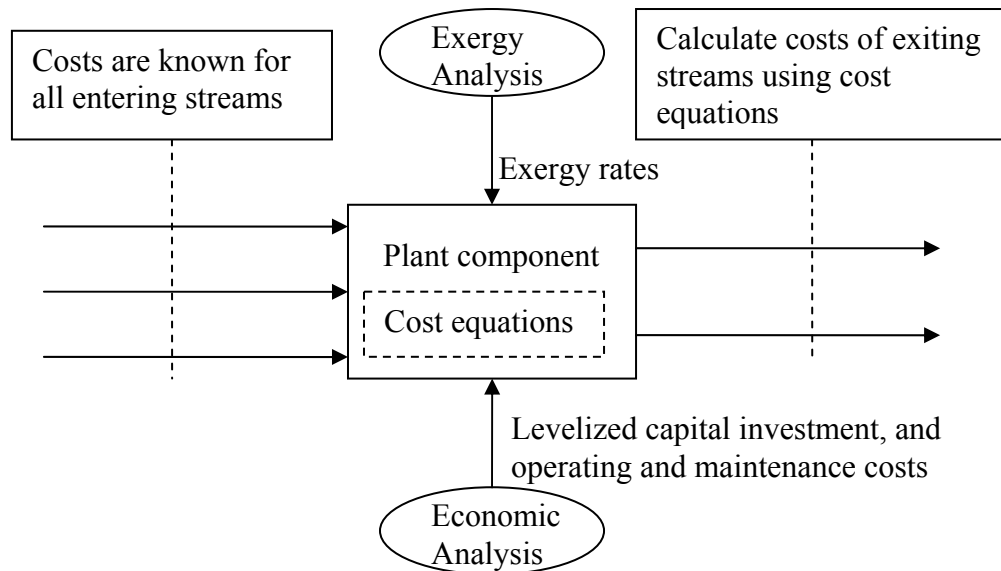 Costs are known for
all entering streams
Exergy
Analysis
Calculate costs of exiting
streams using cost
equations
Exergy rates
Plant component
Cost equations
Levelized capital investment, and
operating and maintenance costs
Economic
Analysis